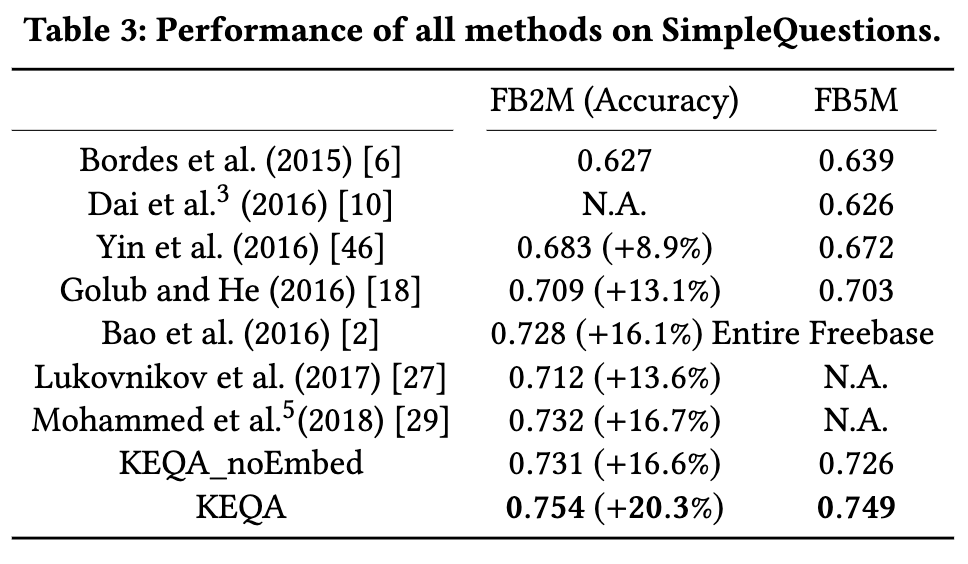 Table 3: Performance of all methods on SimpleQuestions.
FB2M (Accuracy) FB5M
Bordes et al. (2015) [6] 0.627 0.639
Dai et al.3 (2016) [10] N.A. 0.626
Yin et al. (2016) [46] 0.683 (+8.9%) 0.672
Golub and He (2016) [18] 0.709 (+13.1%) 0.703
Bao et al. (2016) [2] 0.728 (+16.1%) Entire Freebase
Lukovnikov et al. (2017) [27] 0.712 (+13.6%) N.A.
Mohammed et al.5(2018) [29] 0.732 (+16.7%) N.A.
KEQA_noEmbed 0.731 (+16.6%) 0.726
KEQA 0.754 (+20.3%) 0.749